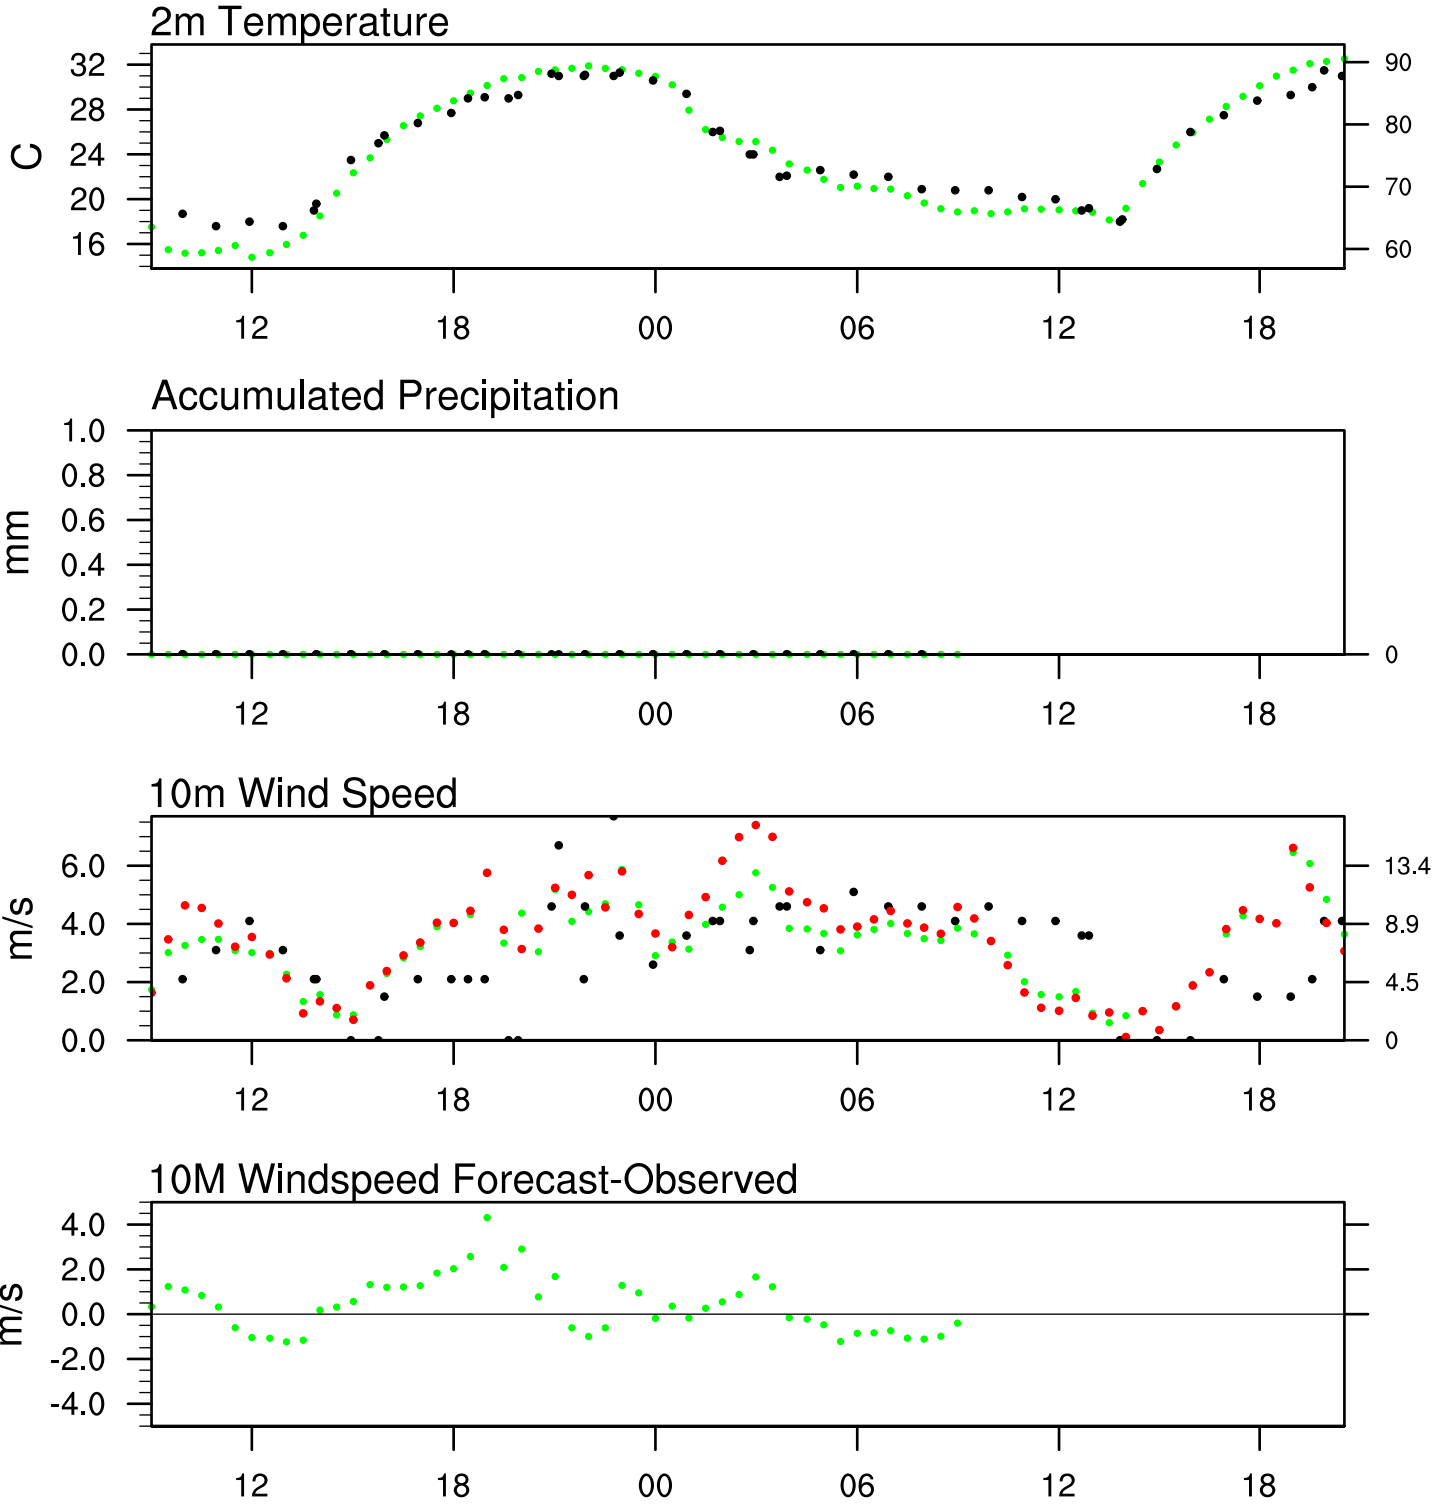 2m Temperature
32 90
28 80
24
C
20 70
16 60
12 18 00 06 12 18
Accumulated Precipitation
1.0
0.8
0.6
mm
0.4
0.2
0.0 0
12 18 00 06 12 18
10m Wind Speed
6.0 13.4
m/s
4.0 8.9
2.0 4.5
0.0 0
12 18 00 06 12 18
10M Windspeed Forecast-Observed
4.0
2.0
m/s
0.0
-2.0
-4.0
12 18 00 06 12 18